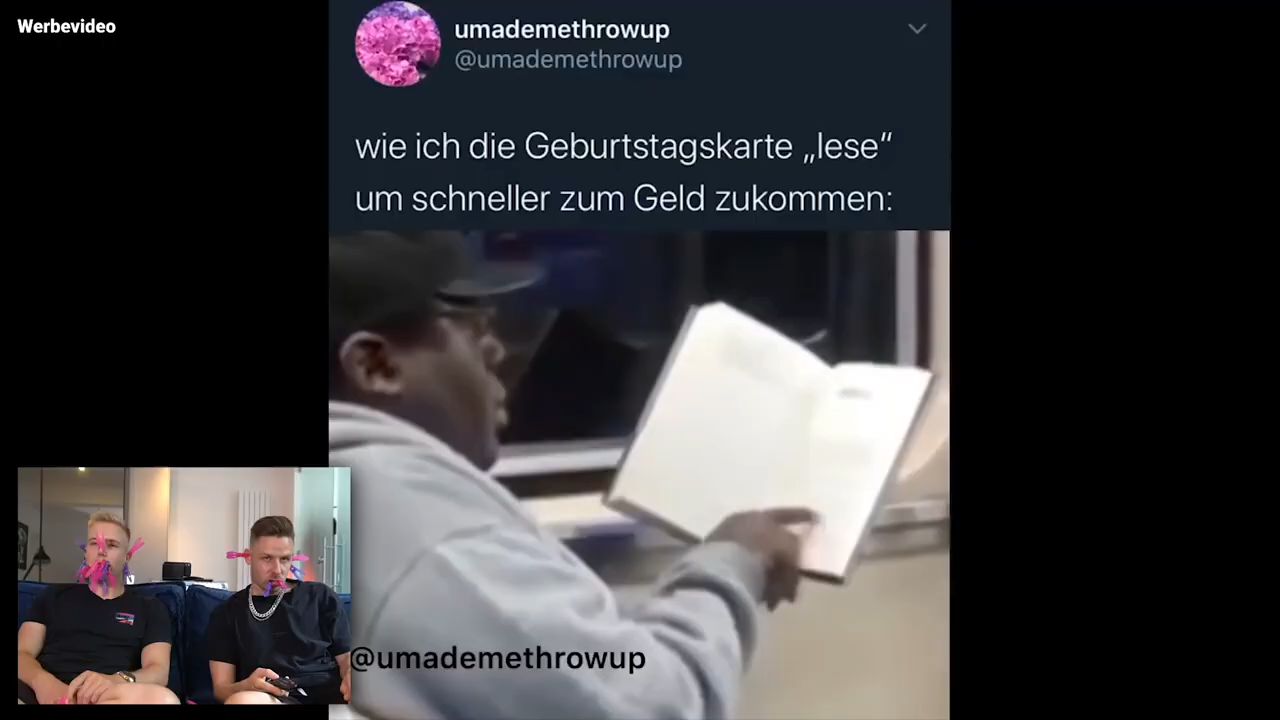 Werbevideo
umademethrowup
@umademethrowup
wie ich die Geburtstagskarte „lese“
um schneller zum Geld zukommen:
@umademethrowup